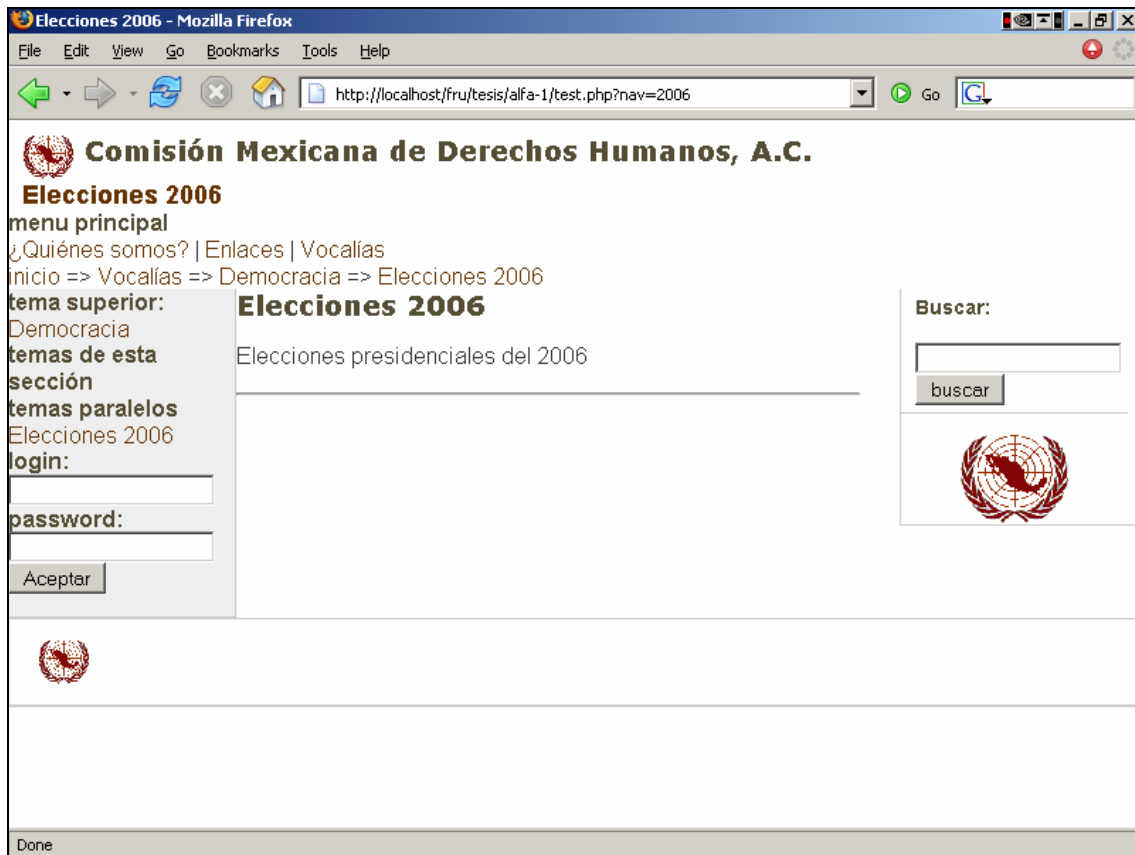 Elecciones 2006 - Mozilla Firefox
File Edit View Go Bookmarks Tools Help
http://localhost/fru/tesis/alfa-1/test.php?nav=2006 Go G
Comisión Mexicana de Derechos Humanos, A.C.
Elecciones 2006
menu principal
¿Quiénes somos? | Enlaces | Vocalías
inicio => Vocalías => Democracia => Elecciones 2006
tema superior:
Democracia
temas de esta
sección
temas paralelos
Elecciones 2006
login:
password:
Aceptar
Elecciones 2006
Elecciones presidenciales del 2006
Buscar:
buscar
Done